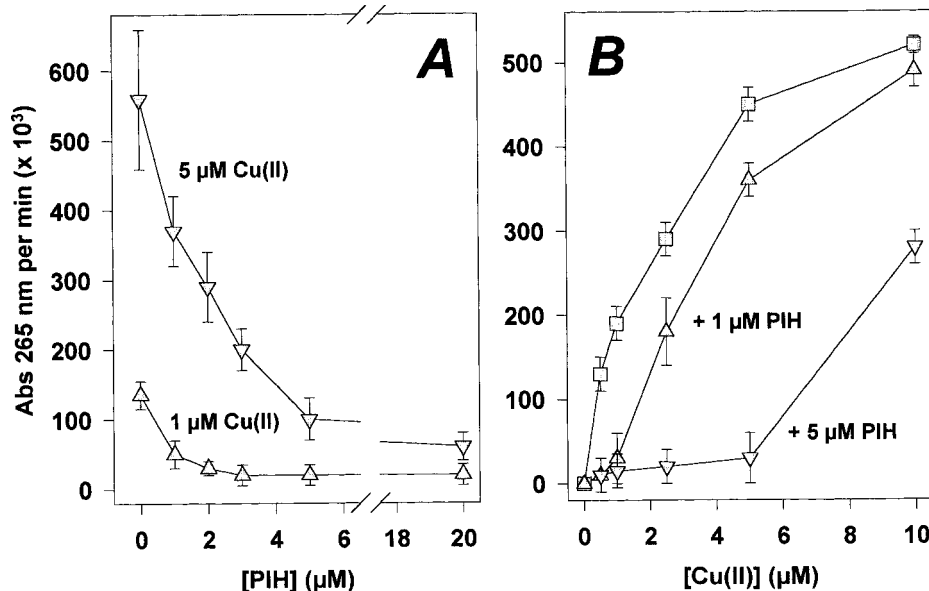 A
B
Abs 265 nm per min (x 10³)
600
500
400
300
200
100
0
5 µM Cu(II)
1 µM Cu(II)
0
2
4
6
18
20
[PIH] (µM)
500
400
300
200
100
0
+ 1 µM PIH
+ 5 µM PIH
0
2
4
6
8
10
[Cu(II)] (µM)